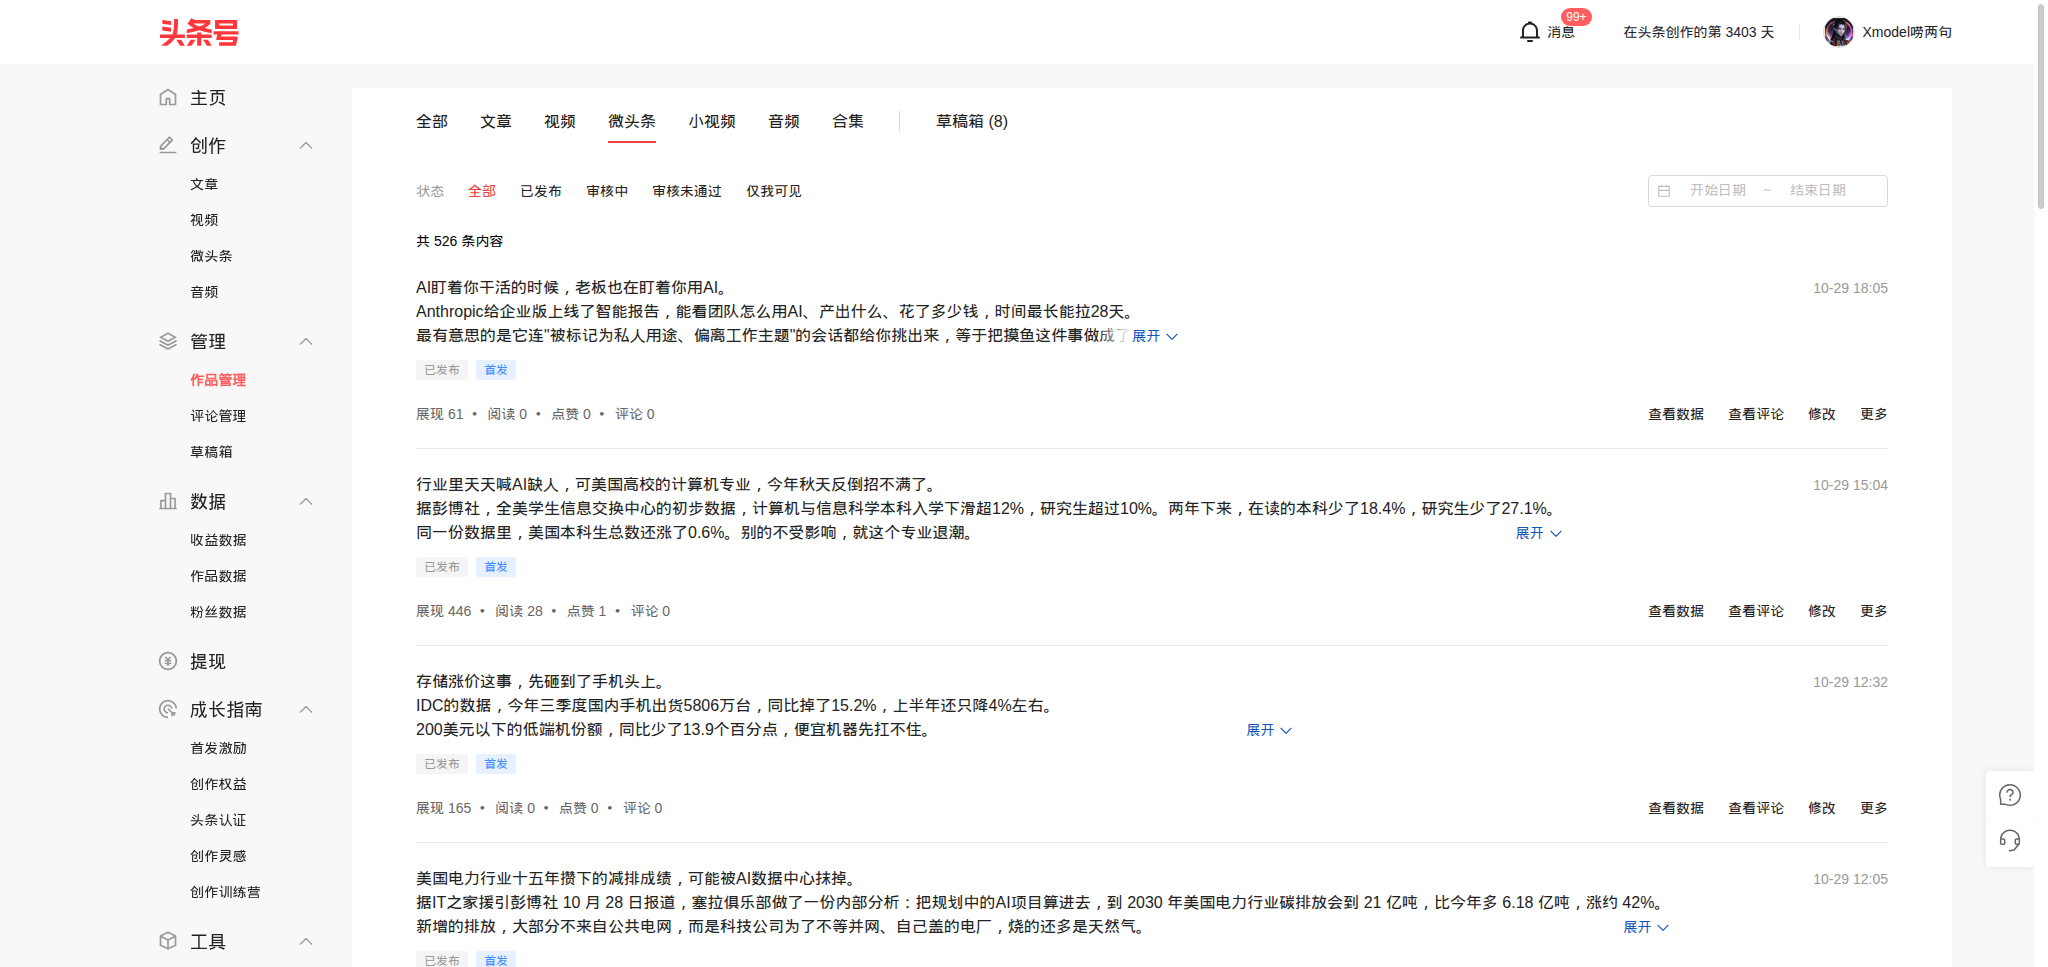 头条号
99+
消息
在头条创作的第 3403 天
Xmodel唠两句
主页
创作
文章
视频
微头条
音频
管理
作品管理
评论管理
草稿箱
数据
收益数据
作品数据
粉丝数据
提现
成长指南
首发激励
创作权益
头条认证
创作灵感
创作训练营
工具
全部 文章 视频 微头条 小视频 音频 合集 草稿箱 (8)
状态 全部 已发布 审核中 审核未通过 仅我可见
开始日期 ~ 结束日期
共 526 条内容
AI盯着你干活的时候，老板也在盯着你用AI。
10-29 18:05
Anthropic给企业版上线了智能报告，能看团队怎么用AI、产出什么、花了多少钱，时间最长能拉28天。
最有意思的是它连"被标记为私人用途、偏离工作主题"的会话都给你挑出来，等于把摸鱼这件事做成了 展开
已发布 首发
展现 61 • 阅读 0 • 点赞 0 • 评论 0
查看数据 查看评论 修改 更多
行业里天天喊AI缺人，可美国高校的计算机专业，今年秋天反倒招不满了。
10-29 15:04
据彭博社，全美学生信息交换中心的初步数据，计算机与信息科学本科入学下滑超12%，研究生超过10%。两年下来，在读的本科少了18.4%，研究生少了27.1%。
同一份数据里，美国本科生总数还涨了0.6%。别的不受影响，就这个专业退潮。 展开
已发布 首发
展现 446 • 阅读 28 • 点赞 1 • 评论 0
查看数据 查看评论 修改 更多
存储涨价这事，先砸到了手机头上。
10-29 12:32
IDC的数据，今年三季度国内手机出货5806万台，同比掉了15.2%，上半年还只降4%左右。
200美元以下的低端机份额，同比少了13.9个百分点，便宜机器先扛不住。 展开
已发布 首发
展现 165 • 阅读 0 • 点赞 0 • 评论 0
查看数据 查看评论 修改 更多
美国电力行业十五年攒下的减排成绩，可能被AI数据中心抹掉。
10-29 12:05
据IT之家援引彭博社 10 月 28 日报道，塞拉俱乐部做了一份内部分析：把规划中的AI项目算进去，到 2030 年美国电力行业碳排放会到 21 亿吨，比今年多 6.18 亿吨，涨约 42%。
新增的排放，大部分不来自公共电网，而是科技公司为了不等并网、自己盖的电厂，烧的还多是天然气。 展开
已发布 首发